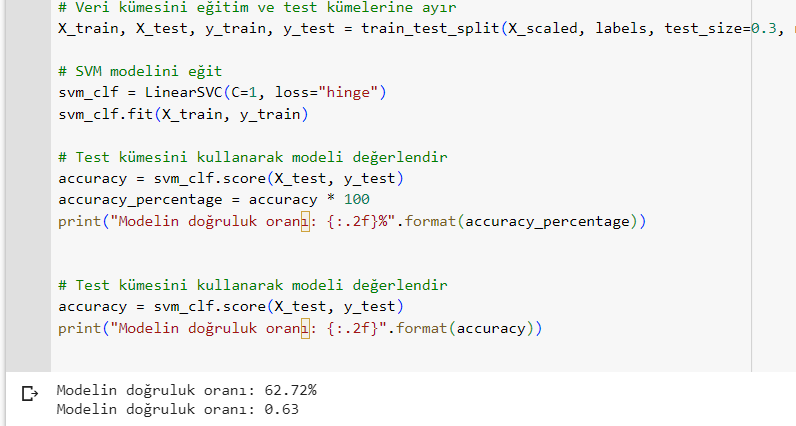 # Veri kümesini eğitim ve test kümelerine ayır
X_train, X_test, y_train, y_test = train_test_split(X_scaled, labels, test_size=0.3,
# SVM modelini eğit
svm_clf = LinearSVC(C=1, loss="hinge")
svm_clf.fit(X_train, y_train)
# Test kümesini kullanarak modeli değerlendir
accuracy = svm_clf.score(X_test, y_test)
accuracy_percentage = accuracy * 100
print("Modelin doğruluk oranı: {:.2f}%".format(accuracy_percentage))
# Test kümesini kullanarak modeli değerlendir
accuracy = svm_clf.score(X_test, y_test)
print("Modelin doğruluk oranı: {:.2f}".format(accuracy))
Modelin doğruluk oranı: 62.72%
Modelin doğruluk oranı: 0.63